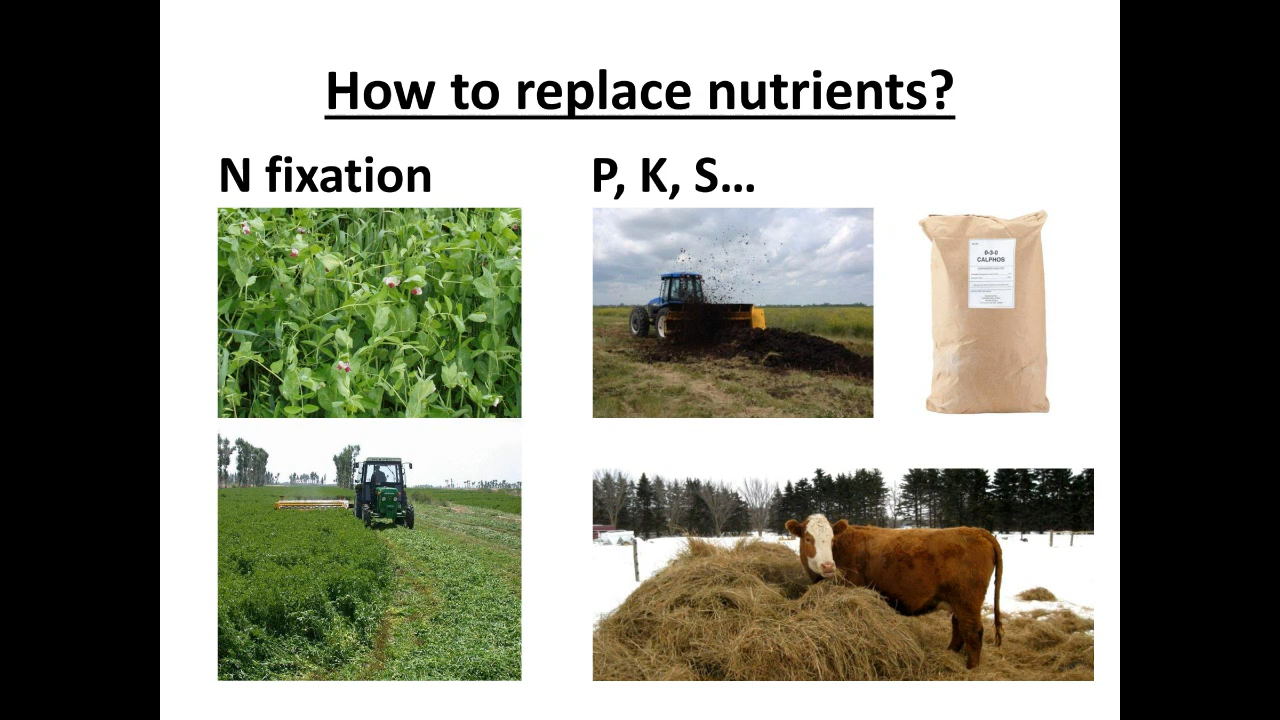 How to replace nutrients?
N fixation
P, K, S...
0-3-0
CALPHOS